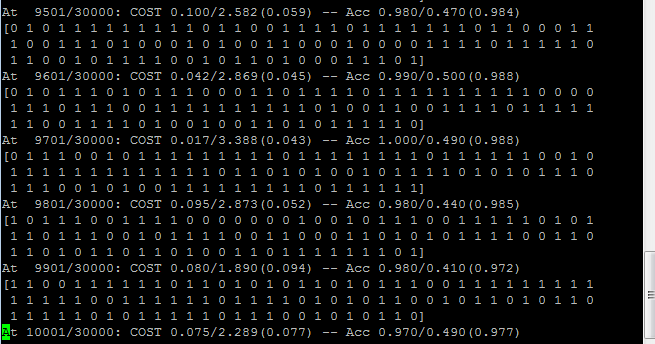 At  9501/30000: COST 0.100/2.582(0.059) -- Acc 0.980/0.470(0.984)
[0 1 0 1 1 1 1 1 1 1 1 0 1 0 1 1 1 0 1 0 1 1 1 1 1 1 0 1 1 0 0 0 1 1
 1 0 0 1 1 1 0 1 0 0 0 1 1 0 0 1 1 0 0 0 1 0 0 0 0 1 1 1 0 1 1 1 1 0
 1 1 0 0 1 0 1 1 0 1 0 1 1 0 1 1 0 0 0 1 1 1 0 1]
At  9601/30000: COST 0.042/2.869(0.045) -- Acc 0.990/0.500(0.988)
[0 1 0 1 1 1 0 1 0 1 1 1 0 0 0 1 1 0 1 1 1 1 0 1 1 1 1 1 1 1 0 0 0 0
 1 1 1 0 1 1 1 0 0 1 1 1 1 1 0 1 0 1 0 0 1 1 0 0 1 1 1 0 1 1 1 1 1 1
 1 1 0 0 1 1 1 1 0 1 0 0 1 0 0 1 1 0 1 1 1 1 1 0]
At  9701/30000: COST 0.017/3.388(0.043) -- Acc 1.000/0.490(0.988)
[0 1 1 1 0 0 1 0 1 1 1 1 1 1 1 0 1 1 1 1 1 1 1 1 0 1 1 1 1 1 0 0 1 0
 1 1 1 1 1 1 1 1 1 1 1 1 0 1 0 1 1 1 0 1 1 1 1 0 1 0 1 0 1 0 1 1 1 0
 1 1 1 0 0 1 0 1 0 0 1 1 1 1 1 1 1 0 1 1 1 1 1 1]
At  9801/30000: COST 0.095/2.873(0.052) -- Acc 0.980/0.440(0.985)
[1 0 1 1 1 0 0 1 1 1 1 0 0 0 0 0 0 0 1 0 0 1 0 1 1 1 0 0 1 1 1 1 1 0 1 0 1
 1 1 0 1 1 1 0 0 1 0 1 1 1 1 0 0 1 1 0 0 0 1 1 0 1 0 1 0 1 1 1 1 0 0 1 1 0
 1 1 0 1 0 1 1 0 1 1 0 1 0 0 1 1 0 1 1 1 1 1 1 1 0 1]
At  9901/30000: COST 0.080/1.890(0.094) -- Acc 0.980/0.410(0.972)
[1 1 0 0 1 1 1 1 1 0 1 1 0 1 0 1 0 1 0 1 1 0 0 1 1 1 0 0 1 1 1 1 1 1 1 1 1
 1 1 1 1 1 0 0 1 1 1 1 1 1 1 1 1 0 1 0 0 1 1 0 1 0 1 1 0 1 0 1 1 0
 1 1 1 1 1 0 1 0 1 1 0 1 1 1 0 1 0 1 0 1 1 0 1 1 1 0]
At 10001/30000: COST 0.075/2.289(0.077) -- Acc 0.970/0.490(0.977)